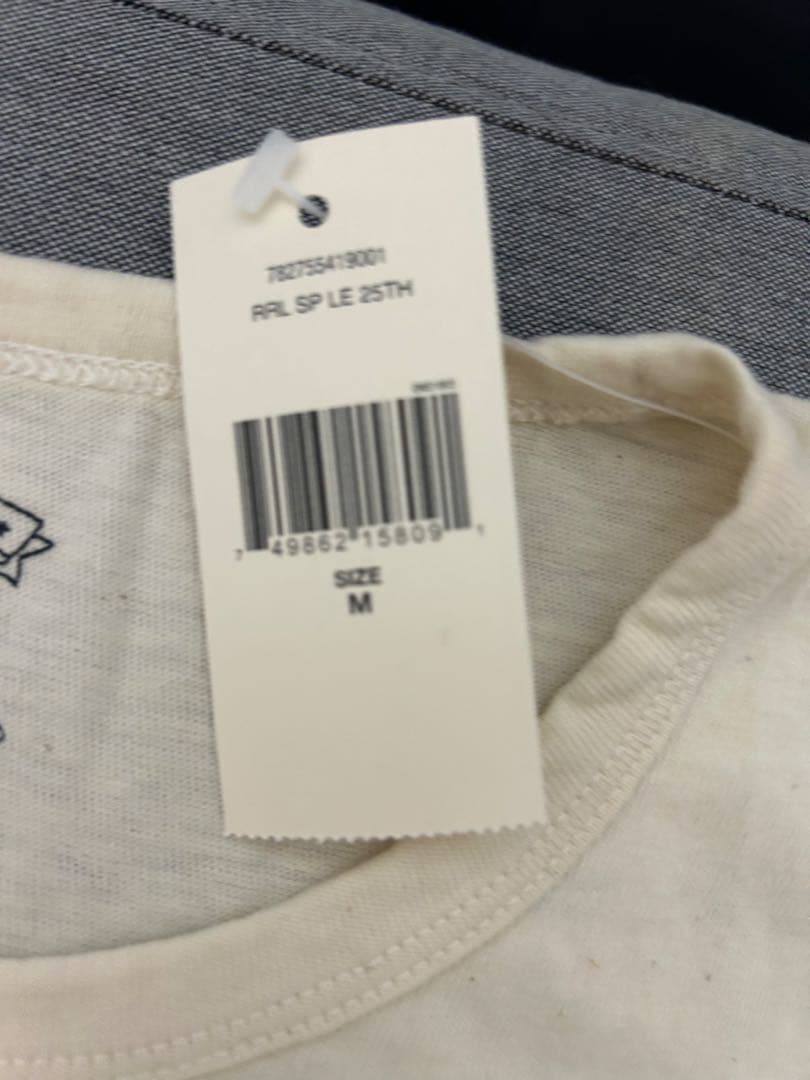 782755419001
RRL SP LE 25TH
7 49862 15809 1
SIZE
M